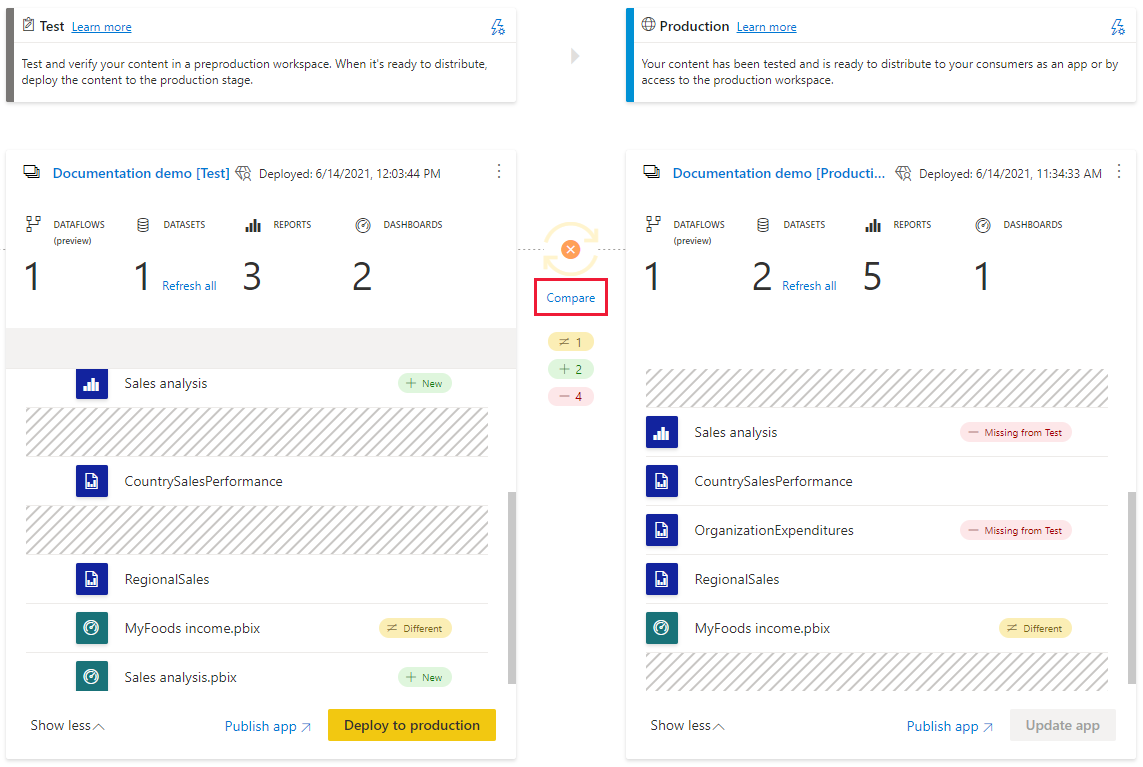 Test Learn more
Test and verify your content in a preproduction workspace. When it's ready to distribute,
deploy the content to the production stage.
Production Learn more
Your content has been tested and is ready to distribute to your consumers as an app or by
access to the production workspace.
Documentation demo [Test] Deployed: 6/14/2021, 12:03:44 PM
DATAFLOWS DATASETS REPORTS DASHBOARDS
(preview)
1 1 Refresh all 3 2
Sales analysis + New
CountrySalesPerformance
RegionalSales
MyFoods income.pbix ≠ Different
Sales analysis.pbix + New
Show less Publish app Deploy to production
Compare
≠ 1
+ 2
— 4
Documentation demo [Producti... Deployed: 6/14/2021, 11:34:33 AM
DATAFLOWS DATASETS REPORTS DASHBOARDS
(preview)
1 2 Refresh all 5 1
Sales analysis — Missing from Test
CountrySalesPerformance
OrganizationExpenditures — Missing from Test
RegionalSales
MyFoods income.pbix ≠ Different
Show less Publish app Update app